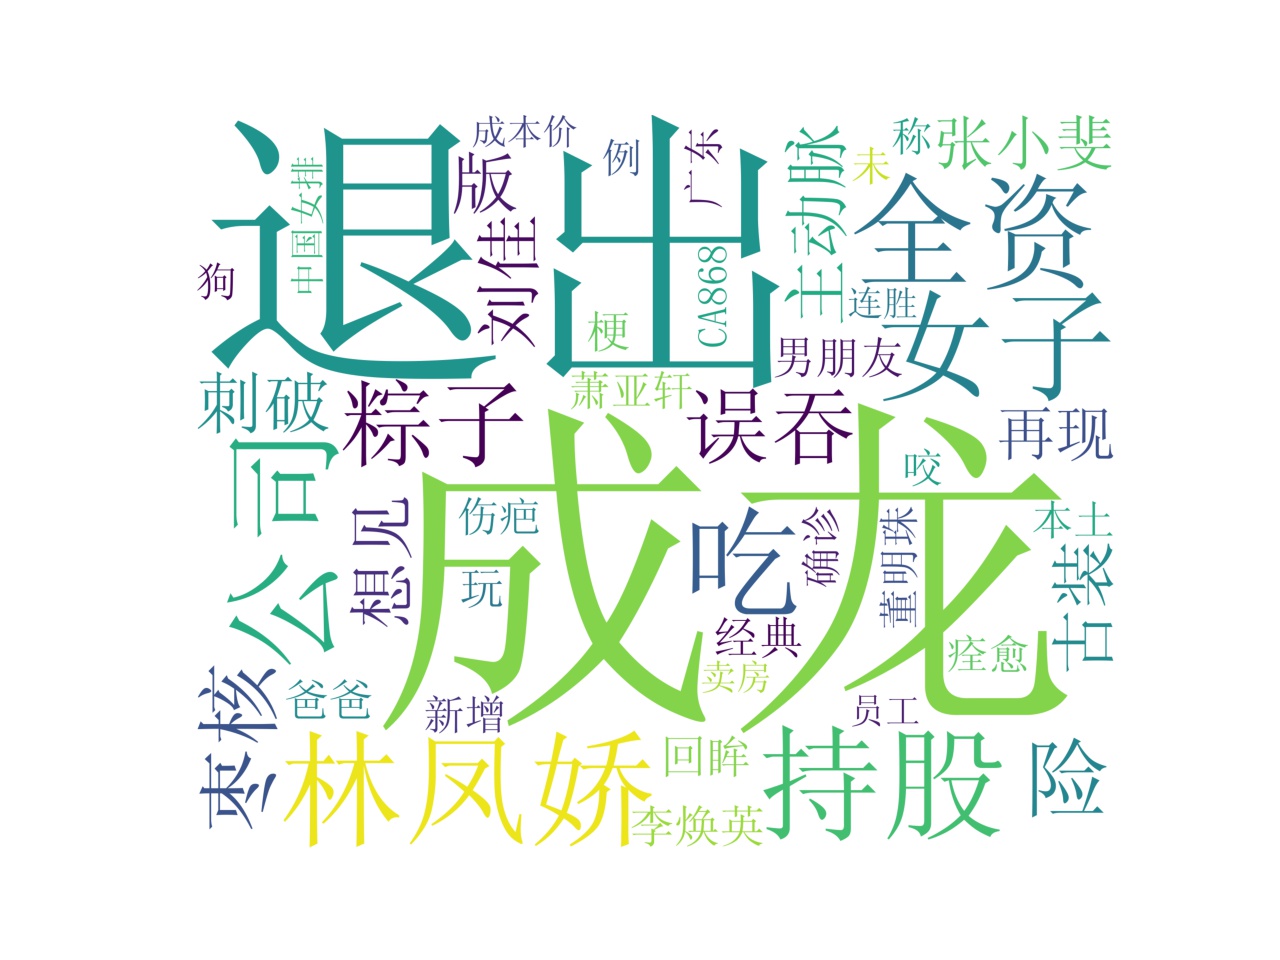 退出
成本价
版
例
广东
主动脉
未
称
张小斐
中国女排
刘佳
全资
狗
梗
CA868
连胜
女子
男朋友
萧亚轩
刺破
粽子
误吞
再现
公司
成龙
咬
想见
伤疤
吃
确诊
董明珠
本土
玩
古装
经典
痊愈
枣核
爸爸
卖房
新增
员工
林凤娇
回眸
持股
险
李焕英